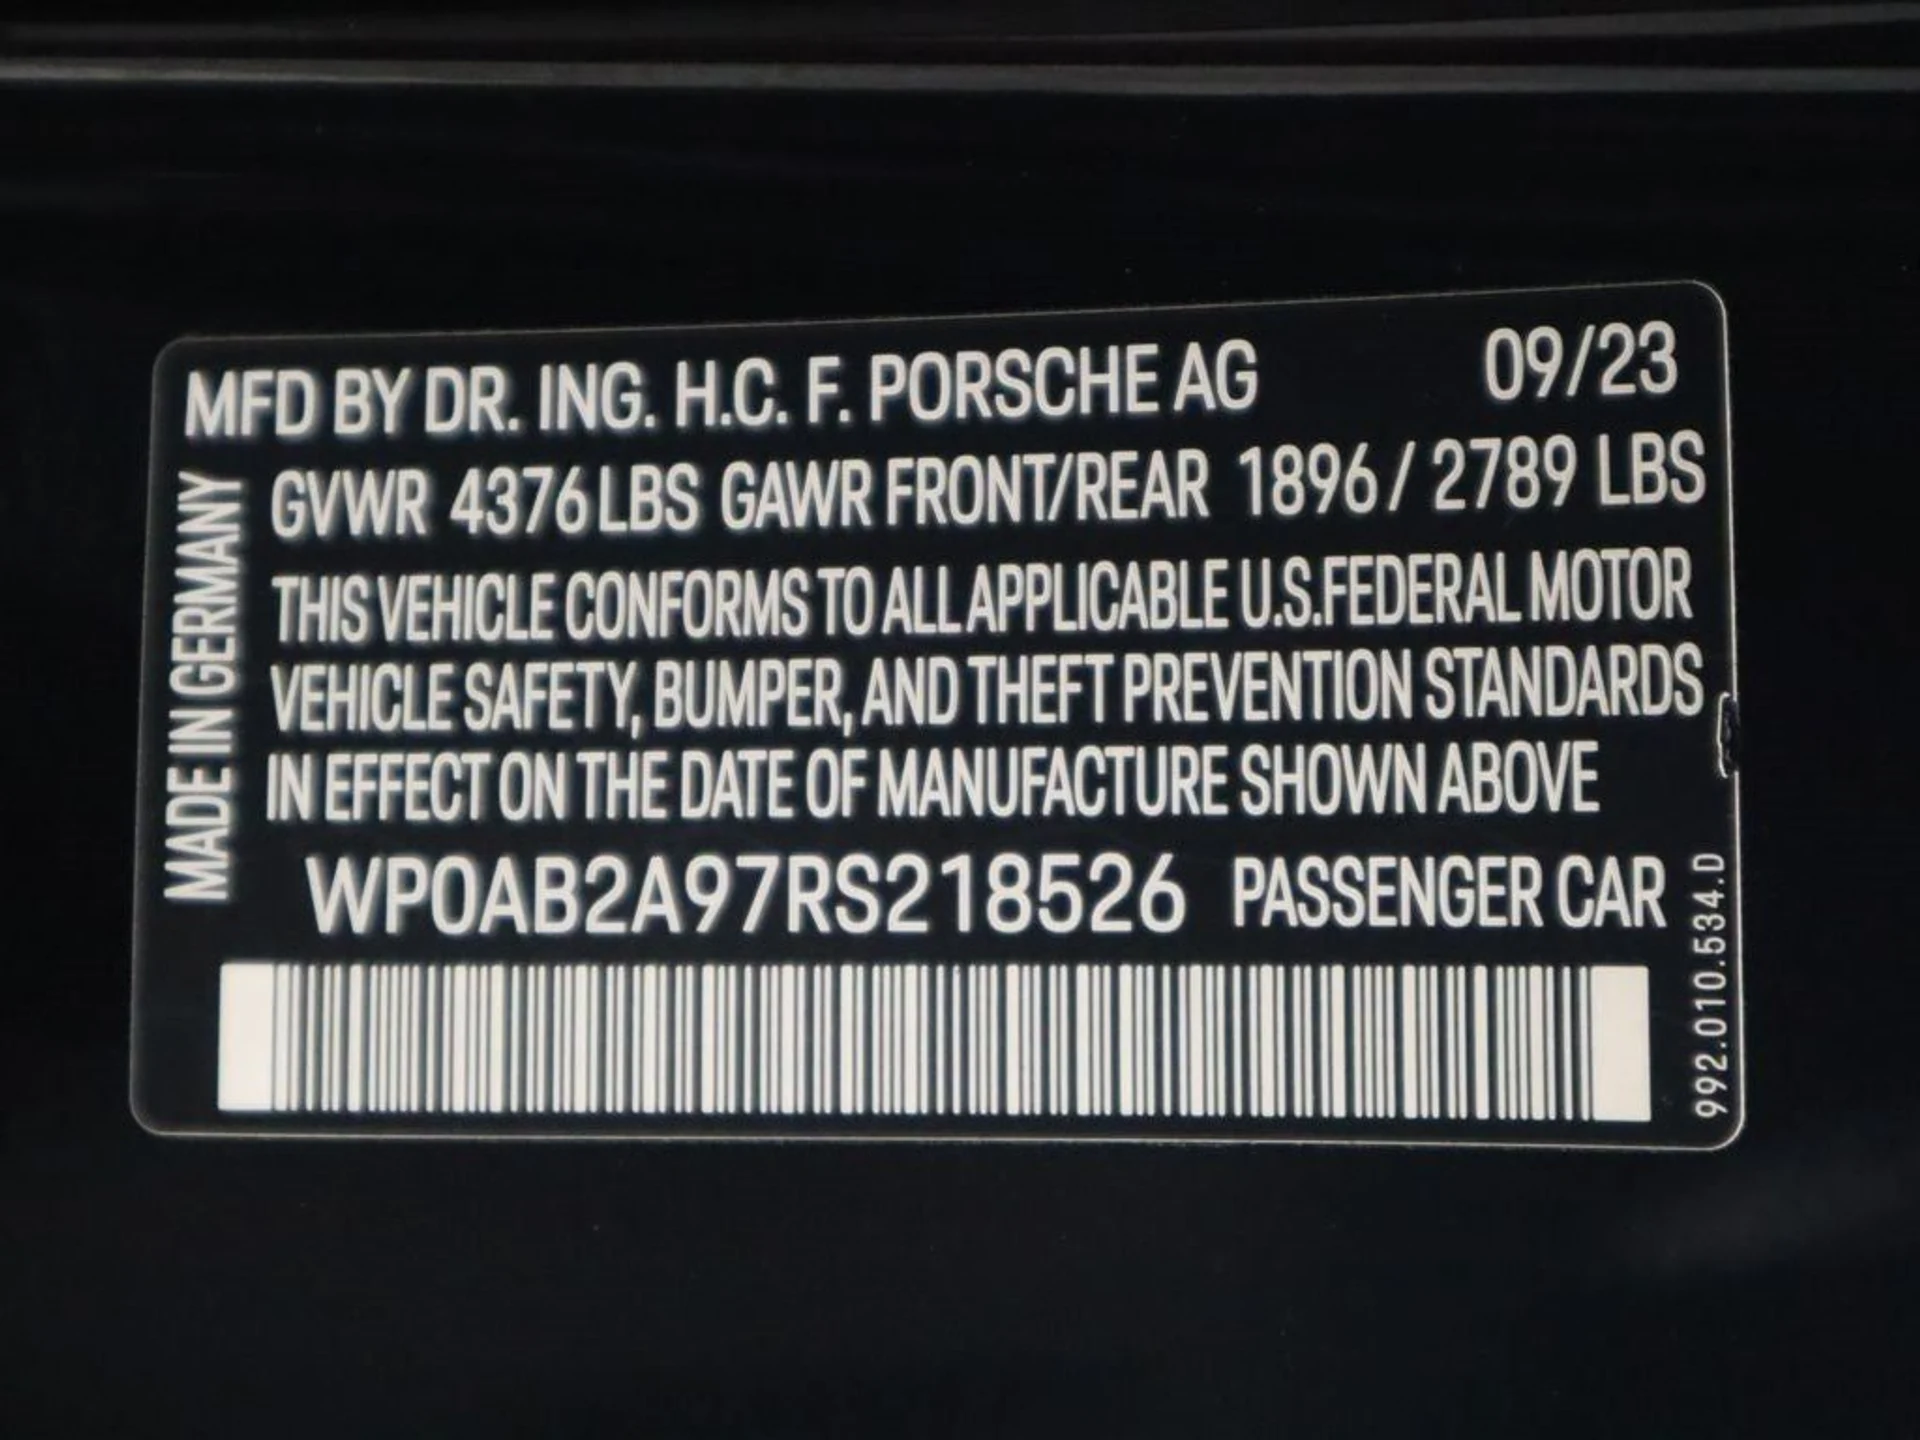 MFD BY DR. ING. H.C. F. PORSCHE AG 09/23
GVWR 4376 LBS GAWR FRONT/REAR 1896 / 2789 LBS
THIS VEHICLE CONFORMS TO ALL APPLICABLE U.S.FEDERAL MOTOR
VEHICLE SAFETY, BUMPER, AND THEFT PREVENTION STANDARDS
IN EFFECT ON THE DATE OF MANUFACTURE SHOWN ABOVE
WP0AB2A97RS218526 PASSENGER CAR
MADE IN GERMANY
992.010.534.D